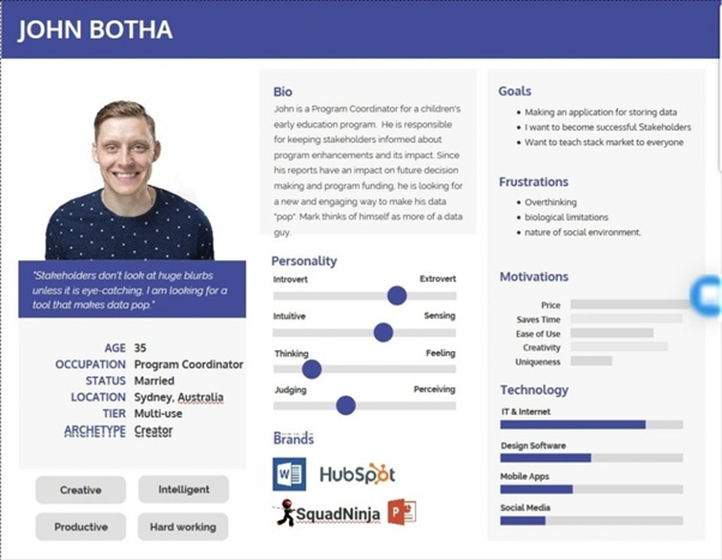 JOHN BOTHA
"Stakeholders don't look at huge blurbs
unless it is eye-catching, I am looking for a
tool that makes data pop."
AGE 35
OCCUPATION Program Coordinator
STATUS Married
LOCATION Sydney, Australia
TIER Multi-use
ARCHETYPE Creator
Creative Intelligent
Productive Hard working
Bio
John is a Program Coordinator for a children's
early education program. He is responsible
for keeping stakeholders informed about
program enhancements and its impact. Since
his reports have an impact on future decision
making and program funding, he is looking for
a new and engaging way to make his data
"pop". Mark thinks of himself as more of a data
guy.
Personality
Introvert Extrovert
Intuitive Sensing
Thinking Feeling
Judging Perceiving
Brands
W HubSpot
SquadNinja P
Goals
• Making an application for storing data
• I want to become successful Stakeholders
• Want to teach stack market to everyone
Frustrations
• Overthinking
• biological limitations
• nature of social environment.
Motivations
Price
Saves Time
Ease of Use
Creativity
Uniqueness
Technology
IT & Internet
Design Software
Mobile Apps
Social Media